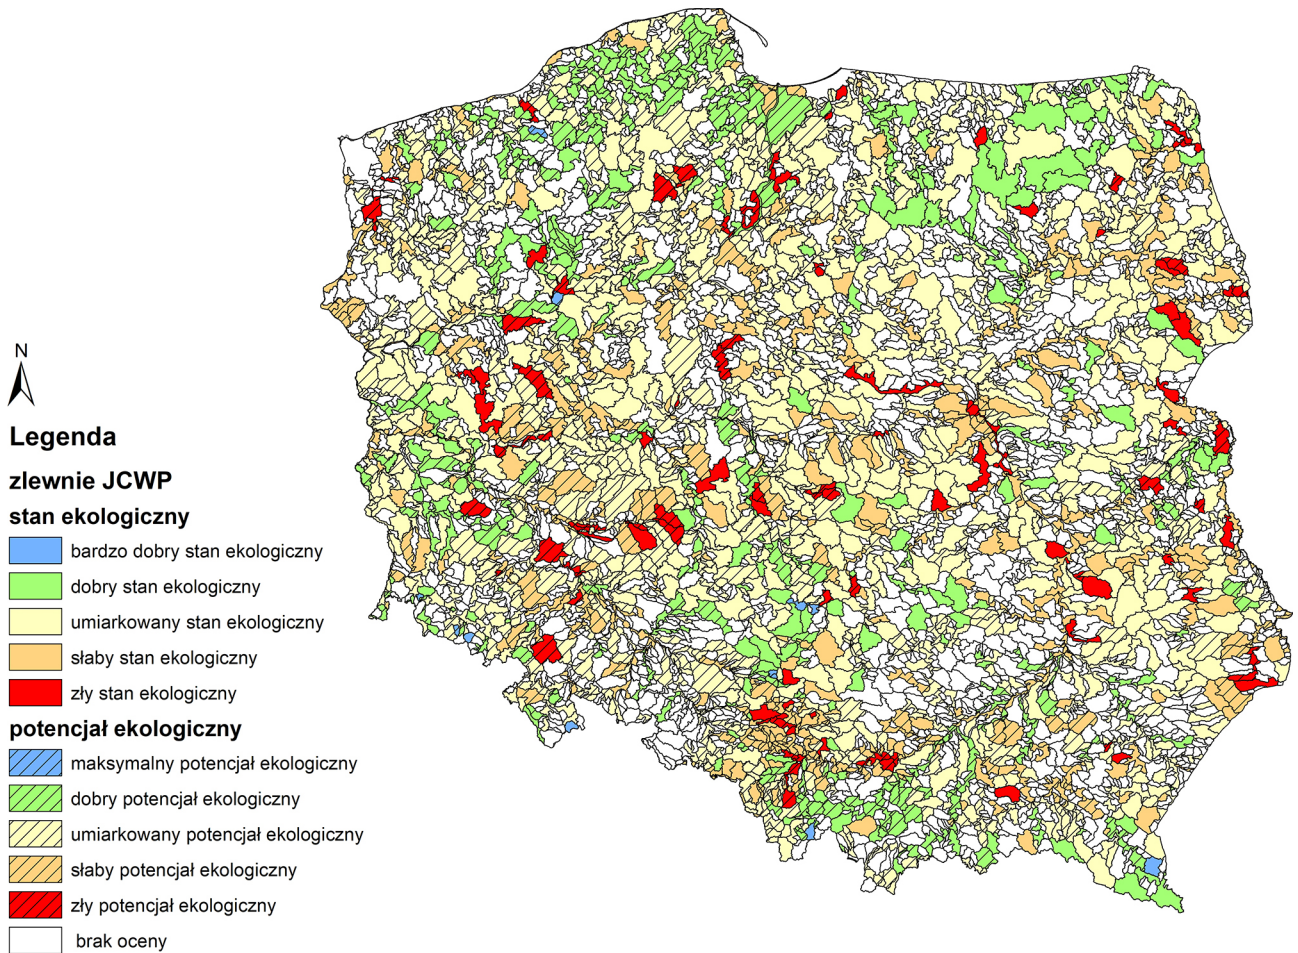 N
Legenda
zlewnie JCWP
stan ekologiczny
bardzo dobry stan ekologiczny
dobry stan ekologiczny
umiarkowany stan ekologiczny
słaby stan ekologiczny
zły stan ekologiczny
potencjał ekologiczny
maksymalny potencjał ekologiczny
dobry potencjał ekologiczny
umiarkowany potencjał ekologiczny
słaby potencjał ekologiczny
zły potencjał ekologiczny
brak oceny